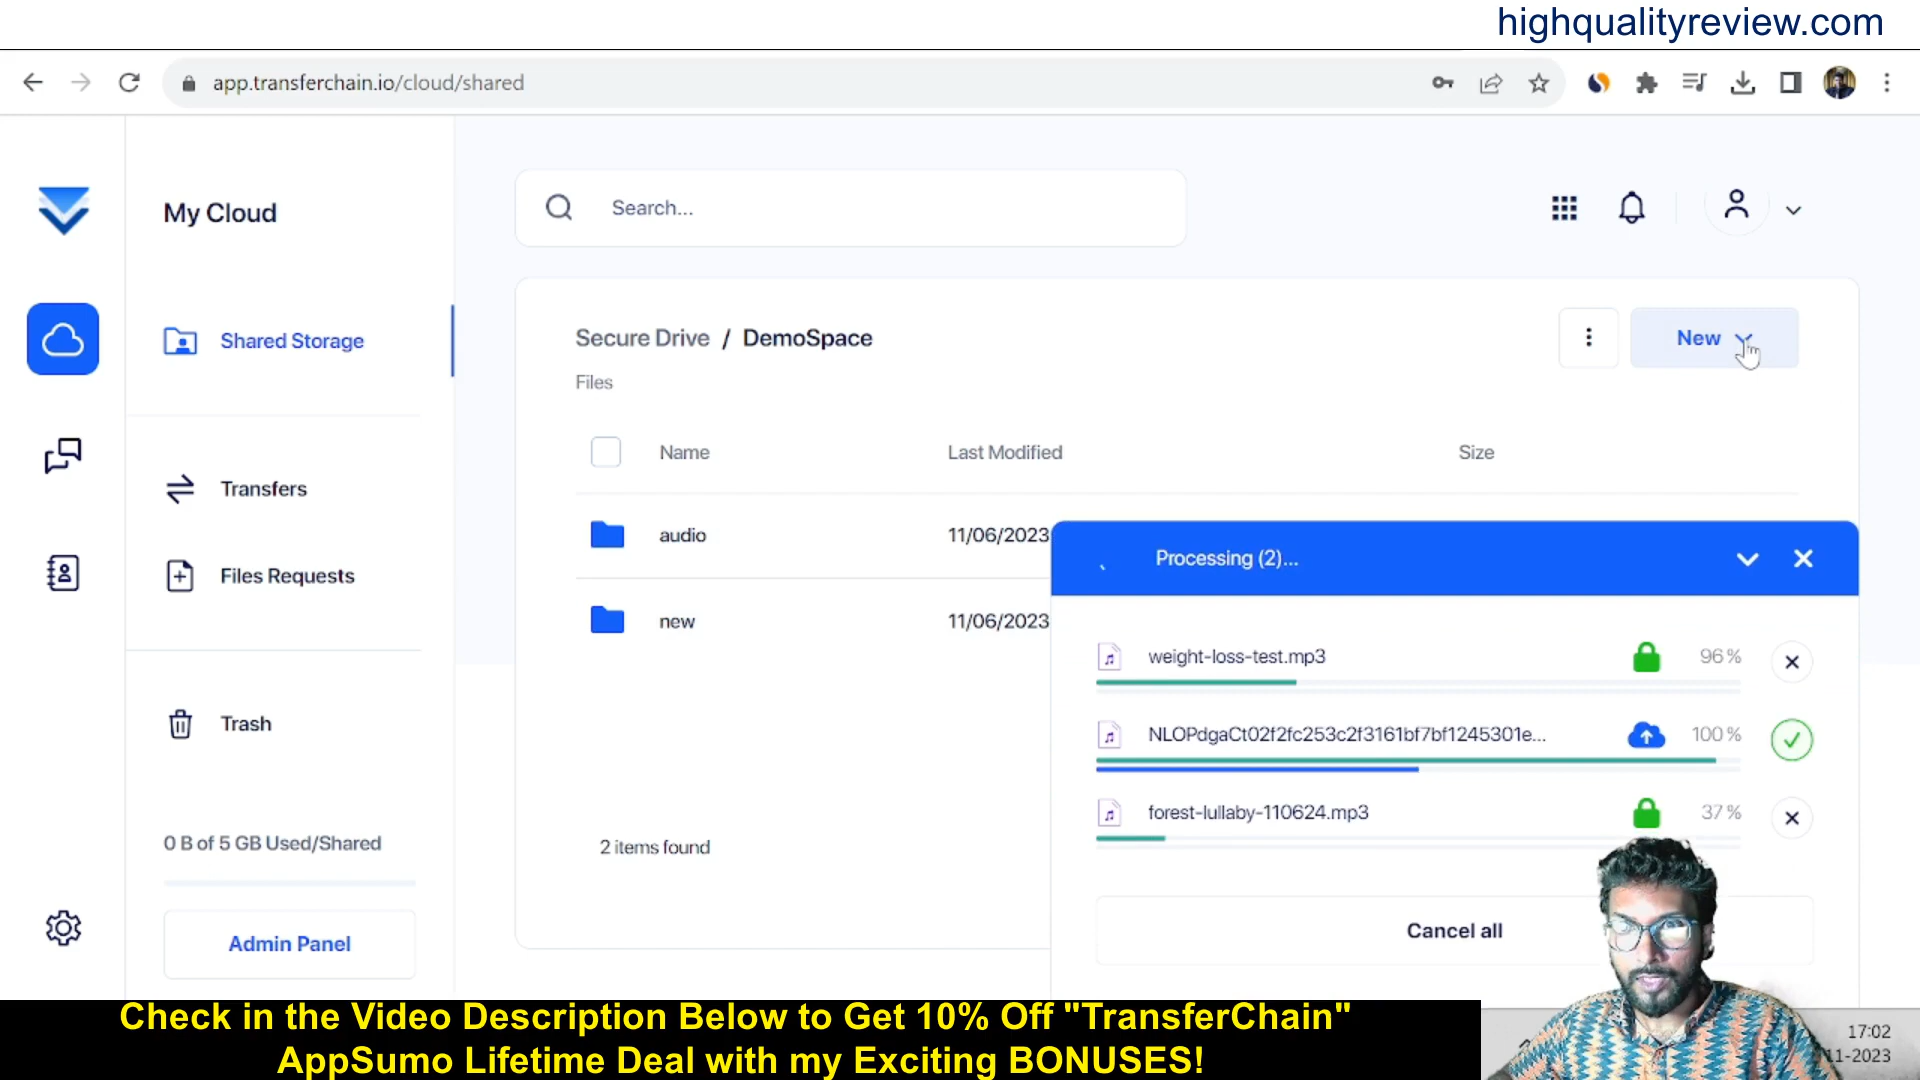 highqualityreview.com
app.transferchain.io/cloud/shared
My Cloud
Search...
Shared Storage
Secure Drive / DemoSpace
New
Files
Name Last Modified Size
Transfers
audio 11/06/2023
Processing (2)...
Files Requests
new 11/06/2023
weight-loss-test.mp3 96 %
NLOPdgaCt02f2fc253c2f3161bf7bf1245301e... 100 %
Trash
forest-lullaby-110624.mp3 37 %
0 B of 5 GB Used/Shared
2 items found
Admin Panel
Cancel all
Check in the Video Description Below to Get 10% Off "TransferChain"
AppSumo Lifetime Deal with my Exciting BONUSES!
17:02
11-2023